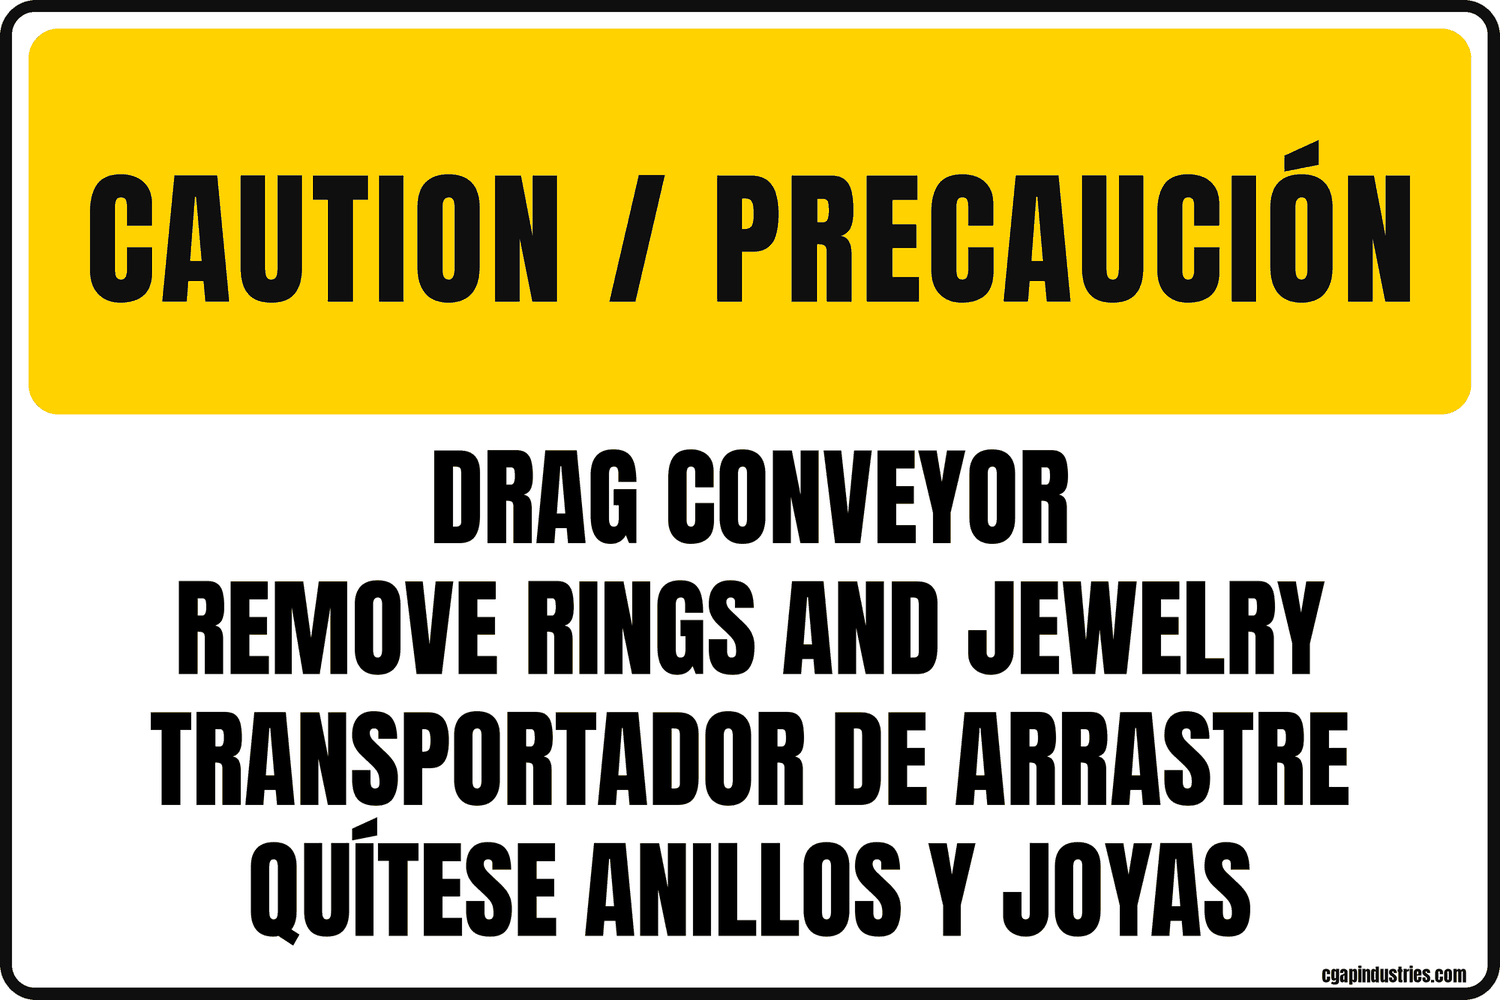 CAUTION / PRECAUCIÓN
DRAG CONVEYOR
REMOVE RINGS AND JEWELRY
TRANSPORTADOR DE ARRASTRE
QUÍTESE ANILLOS Y JOYAS
cgapindustries.com